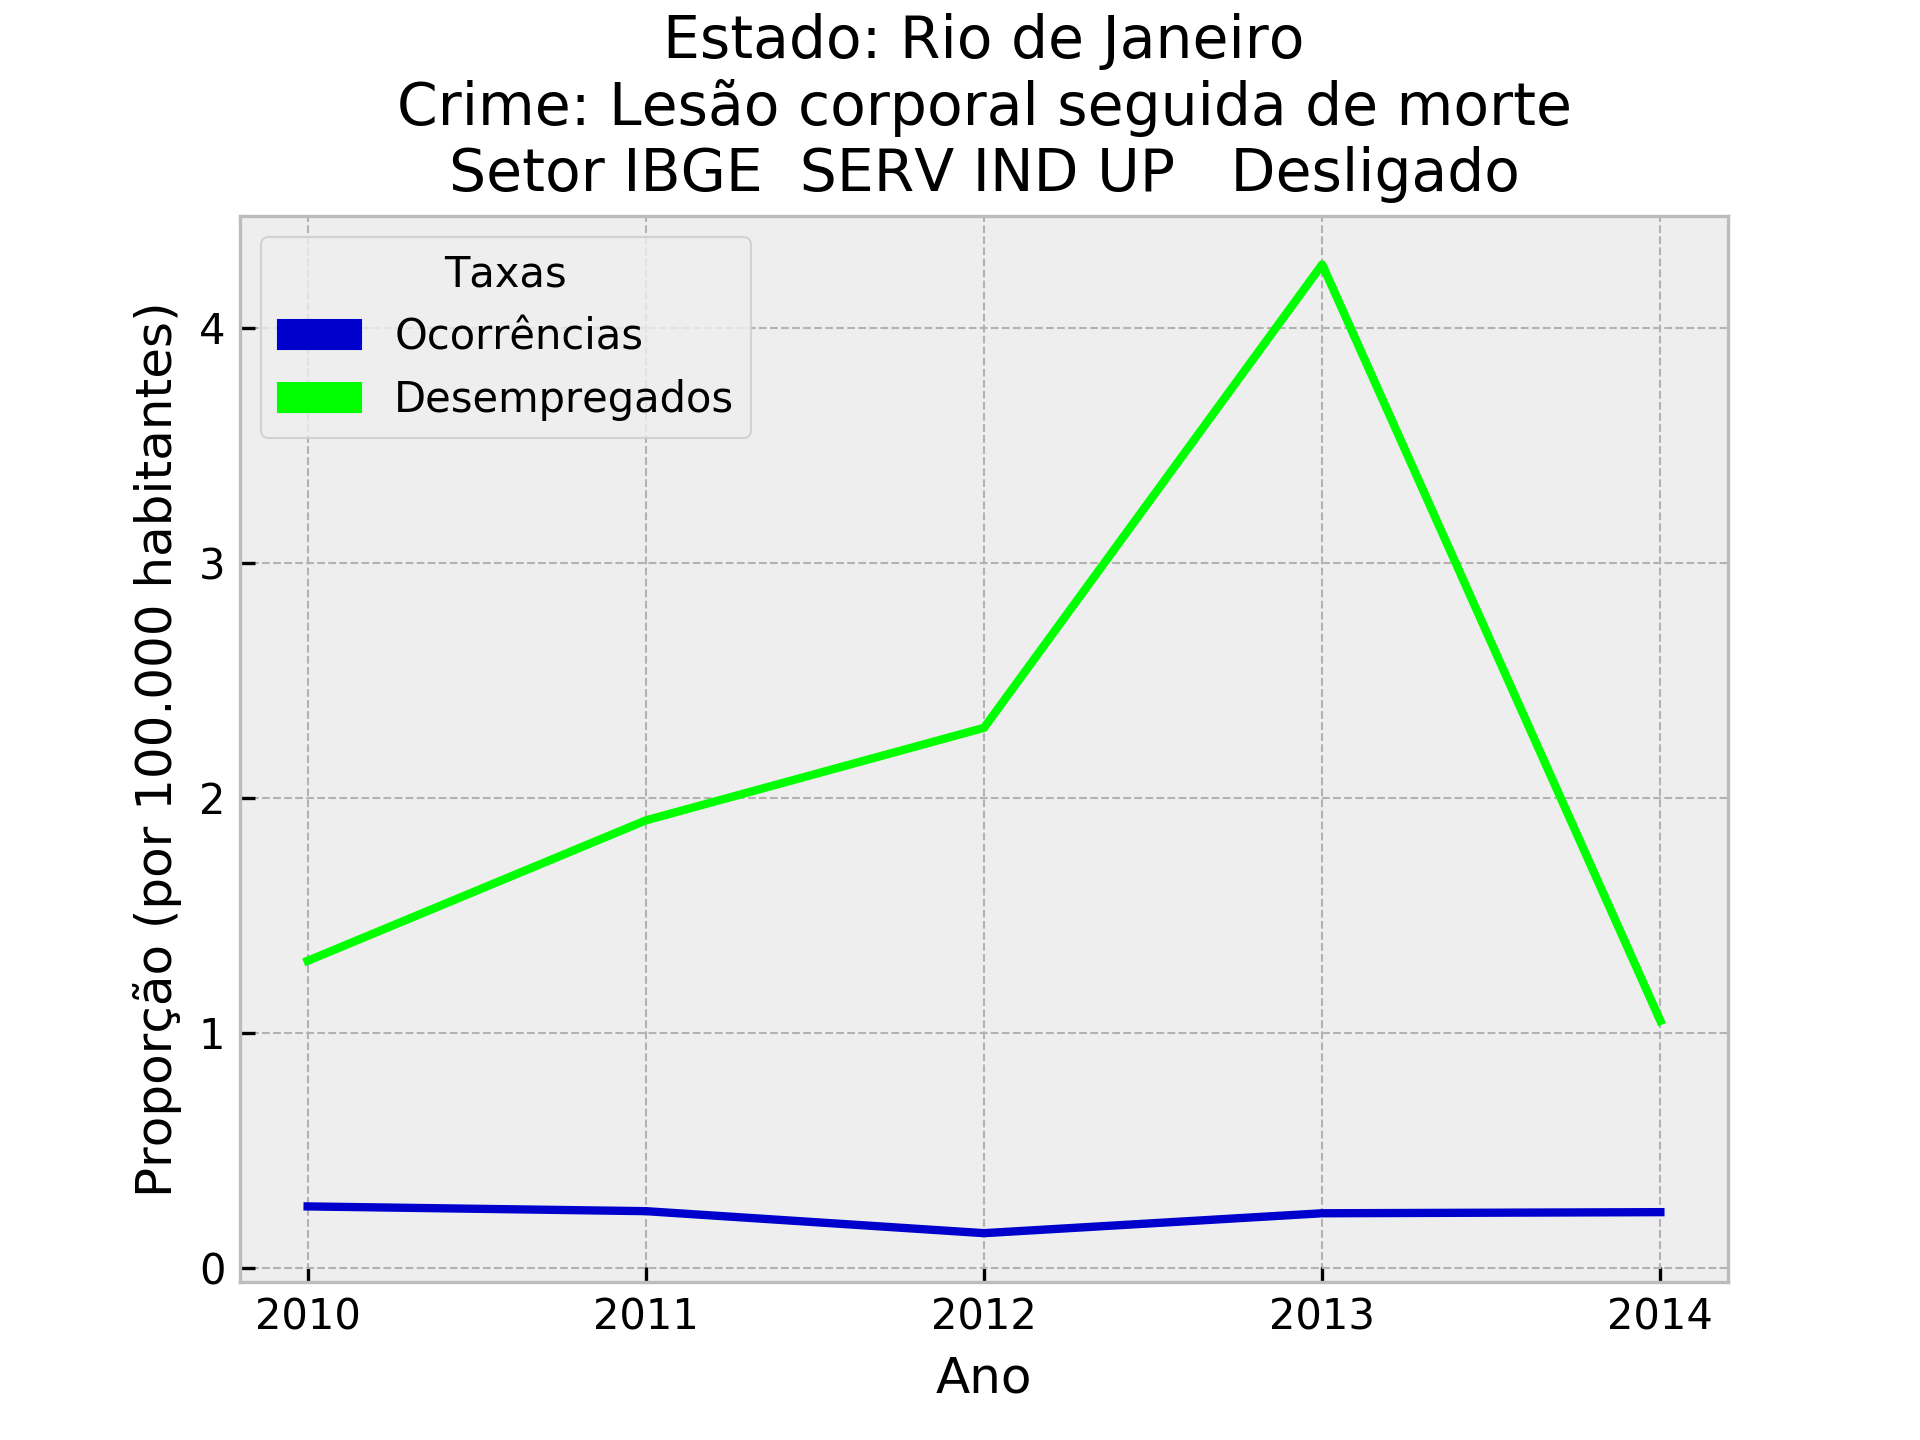 Estado: Rio de Janeiro
Crime: Lesão corporal seguida de morte
Setor IBGE  SERV IND UP   Desligado
Taxas
Ocorrências
Desempregados
Proporção (por 100.000 habitantes)
4
3
2
1
0
2010 2011 2012 2013 2014
Ano